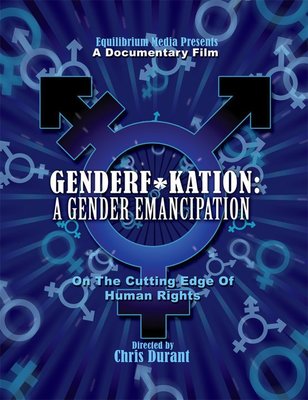 Equilibrium Media Presents
A Documentary Film
GENDERF*KATION:
A GENDER EMANCIPATION
On The Cutting Edge Of
Human Rights
Directed by
Chris Durant